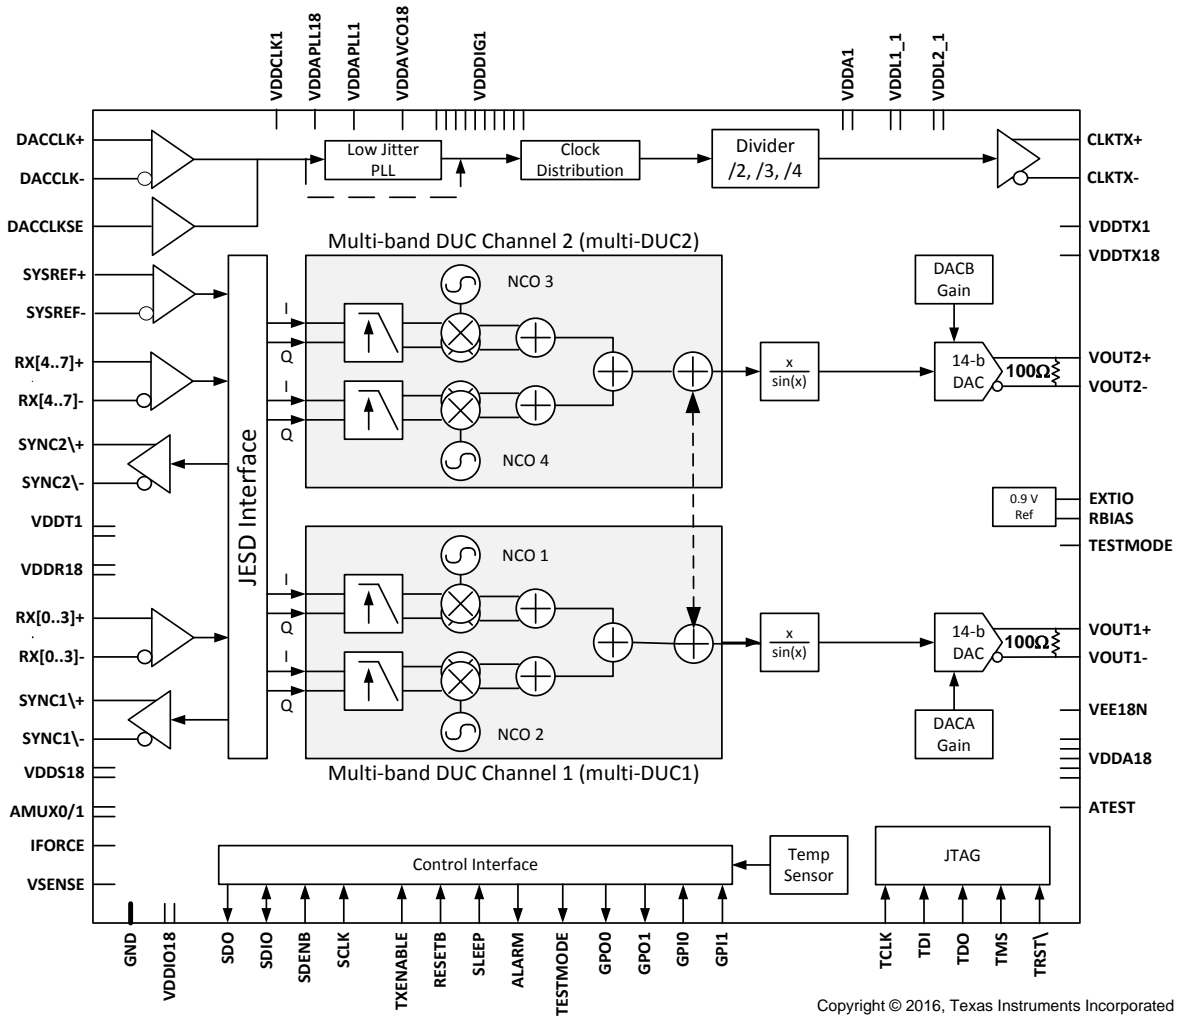 VDDCLK1
VDDAPLL18
VDDAPLL1
VDDAVCO18
VDDDIG1
VDDA1
VDDL1_1
VDDL2_1
DACCLK+
DACCLK-
DACCLKSE
Low Jitter
PLL
Clock
Distribution
Divider
/2, /3, /4
CLKTX+
CLKTX-
VDDTX1
VDDTX18
SYSREF+
SYSREF-
RX[4..7]+
RX[4..7]-
SYNC2\+
SYNC2\-
VDDT1
VDDR18
RX[0..3]+
RX[0..3]-
SYNC1\+
SYNC1\-
VDDS18
AMUX0/1
IFORCE
VSENSE
JESD Interface
Multi-band DUC Channel 2 (multi-DUC2)
I
Q
NCO 3
I
Q
NCO 4
x
sin(x)
DACB
Gain
14-b
DAC
100Ω
VOUT2+
VOUT2-
0.9 V
Ref
EXTIO
RBIAS
TESTMODE
I
Q
NCO 1
I
Q
NCO 2
Multi-band DUC Channel 1 (multi-DUC1)
x
sin(x)
14-b
DAC
100Ω
DACA
Gain
VOUT1+
VOUT1-
VEE18N
VDDA18
ATEST
Control Interface
Temp
Sensor
JTAG
GND
VDDIO18
SDO
SDIO
SDENB
SCLK
TXENABLE
RESETB
SLEEP
ALARM
TESTMODE
GPO0
GPO1
GPI0
GPI1
TCLK
TDI
TDO
TMS
TRST\
Copyright © 2016, Texas Instruments Incorporated